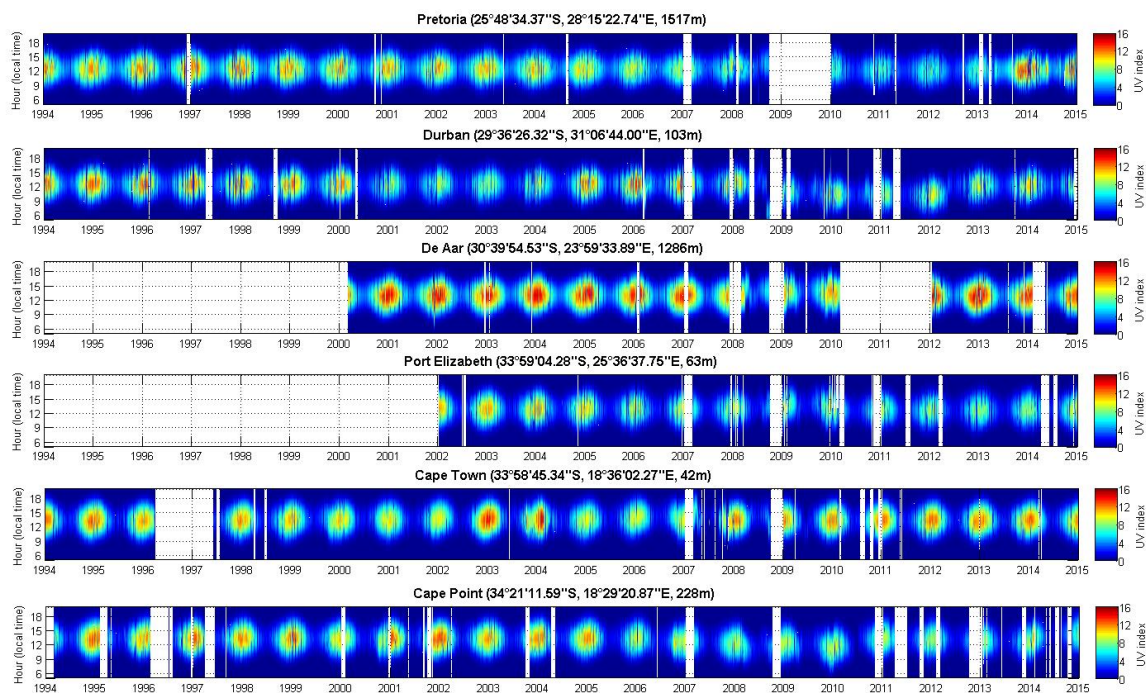 Pretoria (25°48'34.37"S, 28°15'22.74"E, 1517m)
Hour (local time)
18
15
12
9
6
1994 1995 1996 1997 1998 1999 2000 2001 2002 2003 2004 2005 2006 2007 2008 2009 2010 2011 2012 2013 2014 2015
16
12
8
4
0
UV index
Durban (29°36'26.32"S, 31°06'44.00"E, 103m)
Hour (local time)
18
15
12
9
6
1994 1995 1996 1997 1998 1999 2000 2001 2002 2003 2004 2005 2006 2007 2008 2009 2010 2011 2012 2013 2014 2015
16
12
8
4
0
UV index
De Aar (30°39'54.53"S, 23°59'33.89"E, 1286m)
Hour (local time)
18
15
12
9
6
1994 1995 1996 1997 1998 1999 2000 2001 2002 2003 2004 2005 2006 2007 2008 2009 2010 2011 2012 2013 2014 2015
16
12
8
4
0
UV index
Port Elizabeth (33°59'04.28"S, 25°36'37.75"E, 63m)
Hour (local time)
18
15
12
9
6
1994 1995 1996 1997 1998 1999 2000 2001 2002 2003 2004 2005 2006 2007 2008 2009 2010 2011 2012 2013 2014 2015
16
12
8
4
0
UV index
Cape Town (33°58'45.34"S, 18°36'02.27"E, 42m)
Hour (local time)
18
15
12
9
6
1994 1995 1996 1997 1998 1999 2000 2001 2002 2003 2004 2005 2006 2007 2008 2009 2010 2011 2012 2013 2014 2015
16
12
8
4
0
UV index
Cape Point (34°21'11.59"S, 18°29'20.87"E, 228m)
Hour (local time)
18
15
12
9
6
1994 1995 1996 1997 1998 1999 2000 2001 2002 2003 2004 2005 2006 2007 2008 2009 2010 2011 2012 2013 2014 2015
16
12
8
4
0
UV index